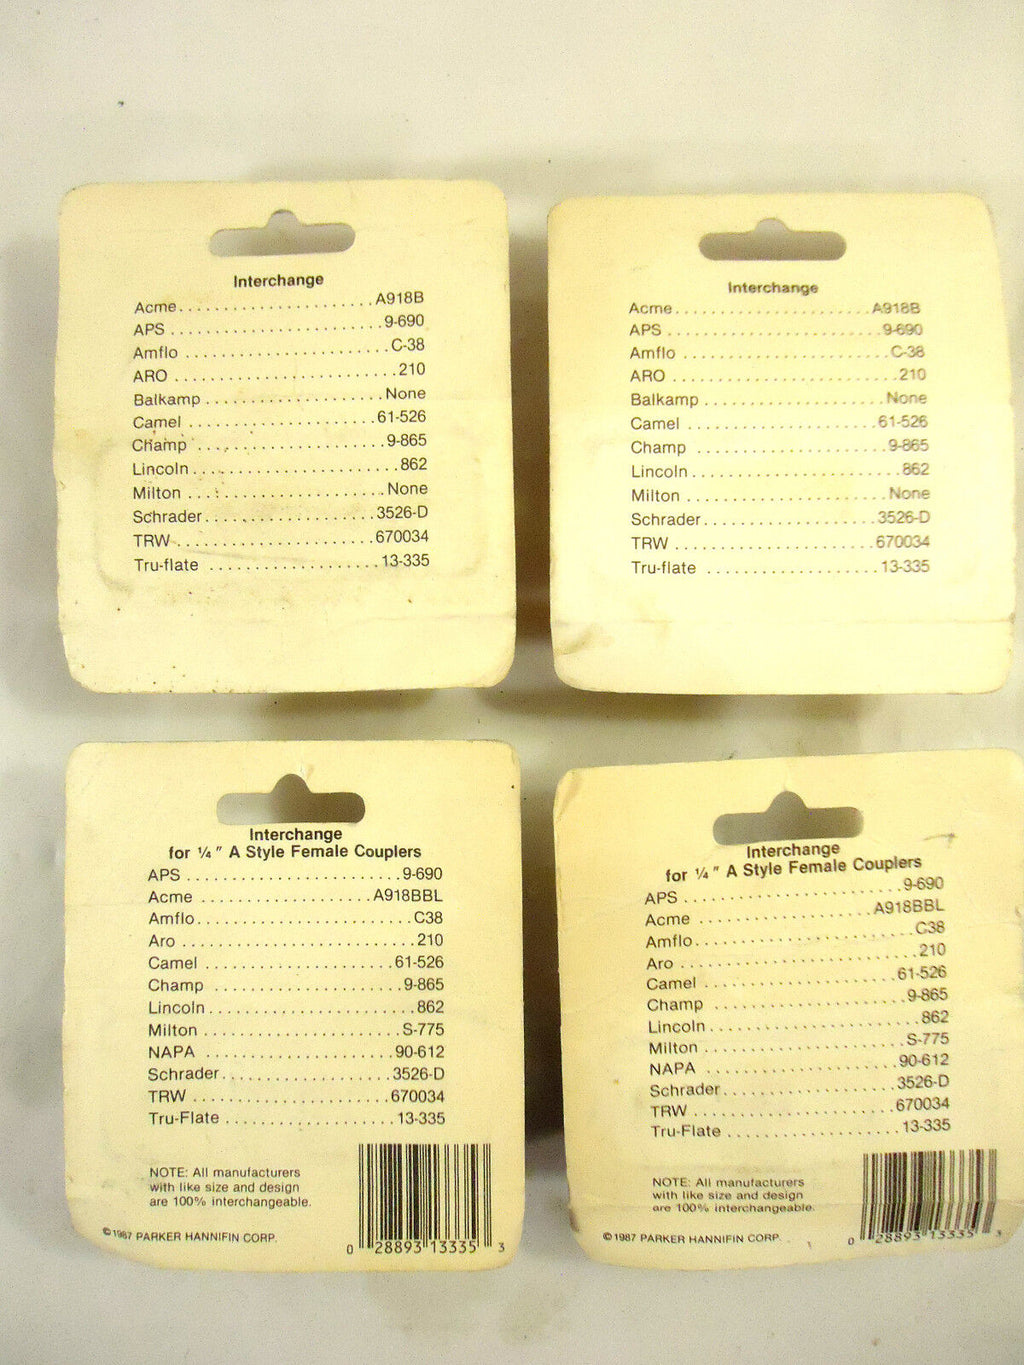 Interchange
Acme....................A918B
APS ......................9-690
Amflo .....................C-38
ARO ........................210
Balkamp ..................None
Camel ...................61-526
Champ ...................9-865
Lincoln.....................862
Milton ....................None
Schrader.................3526-D
TRW ....................670034
Tru-flate .................13-335
Interchange
Acme....................A918B
APS ......................9-690
Amflo .....................C-38
ARO ........................210
Balkamp ..................None
Camel ...................61-526
Champ ...................9-865
Lincoln.....................862
Milton ....................None
Schrader.................3526-D
TRW ....................670034
Tru-flate .................13-335
Interchange
for ¼" A Style Female Couplers
APS ......................9-690
Acme .................A918BBL
Amflo......................C38
Aro ........................210
Camel ...................61-526
Champ ...................9-865
Lincoln.....................862
Milton ...................S-775
NAPA ...................90-612
Schrader.................3526-D
TRW ....................670034
Tru-Flate .................13-335
NOTE: All manufacturers
with like size and design
are 100% interchangeable.
©1987 PARKER HANNIFIN CORP.
0 28893 13335 3
Interchange
for ¼" A Style Female Couplers
APS ......................9-690
Acme .................A918BBL
Amflo......................C38
Aro ........................210
Camel ...................61-526
Champ ...................9-865
Lincoln.....................862
Milton ...................S-775
NAPA ...................90-612
Schrader.................3526-D
TRW ....................670034
Tru-Flate .................13-335
NOTE: All manufacturers
with like size and design
are 100% interchangeable.
©1987 PARKER HANNIFIN CORP.
0 28893 13335 3